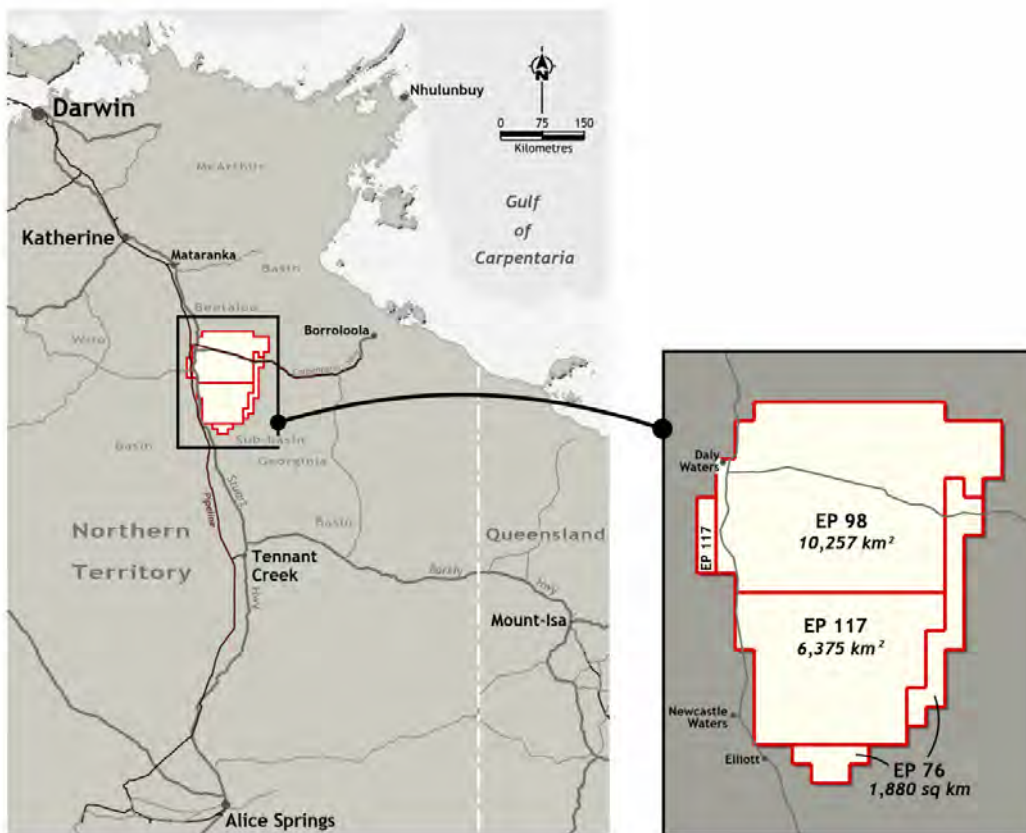 Darwin
Nhulunbuy
N
0 75 150
Kilometres
McArthur
Gulf
of
Carpentaria
Katherine
Mataranka
Basin
Beetaloo
Borroloola
Wiso
Basin
Sub-basin
Georginia
Stuart
Pipeline
Basin
Northern
Territory
Queensland
Tennant
Creek
Barkly
Hwy
Hwy
Mount-Isa
Alice Springs
Daly
Waters
EP 98
10,257 km²
EP 117
EP 117
6,375 km²
Newcastle
Waters
Elliott
EP 76
1,880 sq km